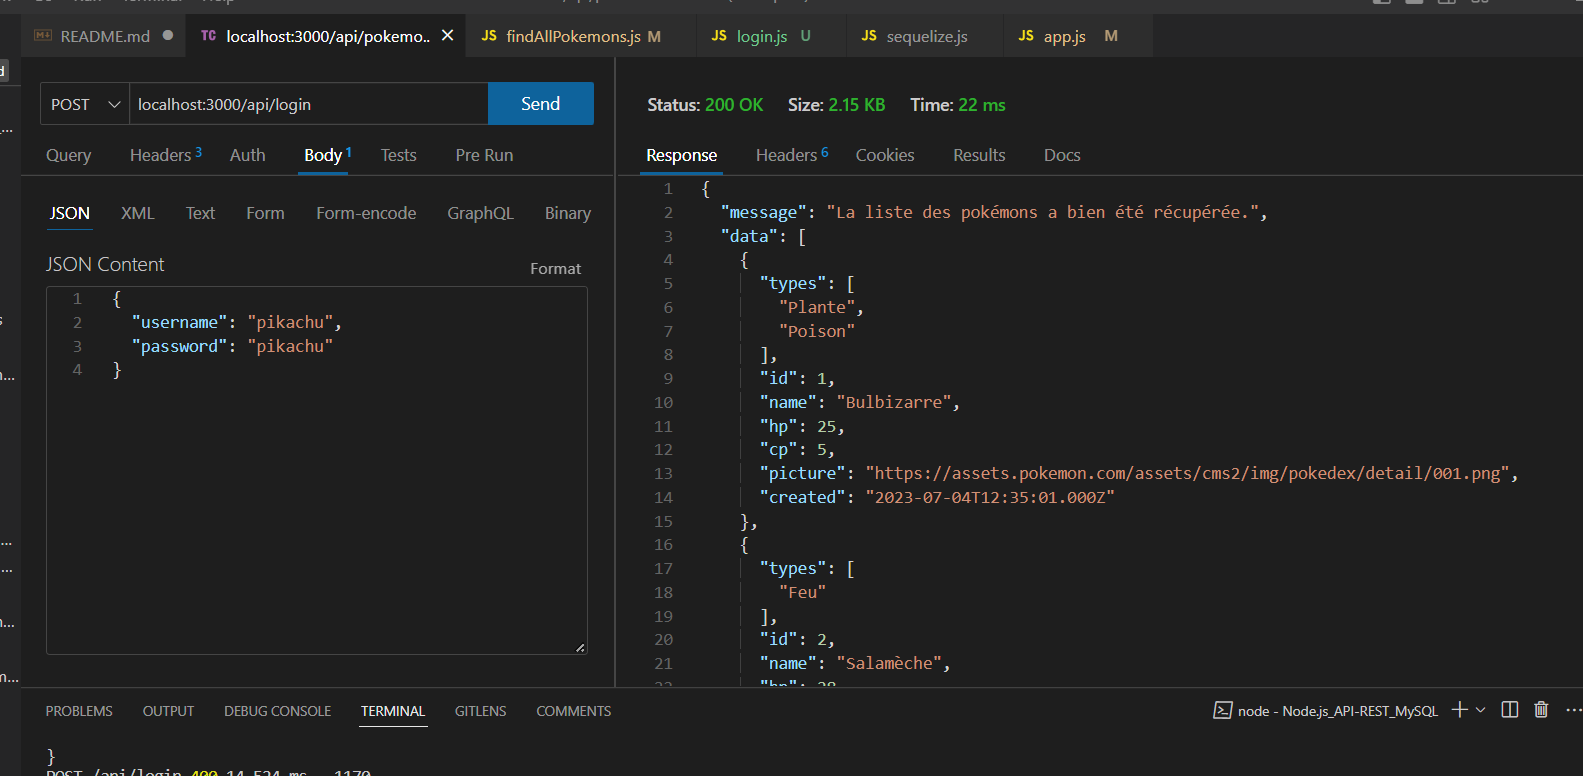 README.md
TC localhost:3000/api/pokemo.. JS findAllPokemons.js M JS login.js U JS sequelize.js JS app.js M
POST localhost:3000/api/login Send
Status: 200 OK Size: 2.15 KB Time: 22 ms
Query Headers 3 Auth Body 1 Tests Pre Run
Response Headers 6 Cookies Results Docs
JSON XML Text Form Form-encode GraphQL Binary
JSON Content
Format
1 {
2 "username": "pikachu",
3 "password": "pikachu"
4 }
1 {
2 "message": "La liste des pokémons a bien été récupérée.",
3 "data": [
4 {
5 "types": [
6 "Plante",
7 "Poison"
8 ],
9 "id": 1,
10 "name": "Bulbizarre",
11 "hp": 25,
12 "cp": 5,
13 "picture": "https://assets.pokemon.com/assets/cms2/img/pokedex/detail/001.png",
14 "created": "2023-07-04T12:35:01.000Z"
15 },
16 {
17 "types": [
18 "Feu"
19 ],
20 "id": 2,
21 "name": "Salamèche",
PROBLEMS OUTPUT DEBUG CONSOLE TERMINAL GITLENS COMMENTS
node - Node.js_API-REST_MySQL
}
POST /api/login 400 14.524 ms - 1170